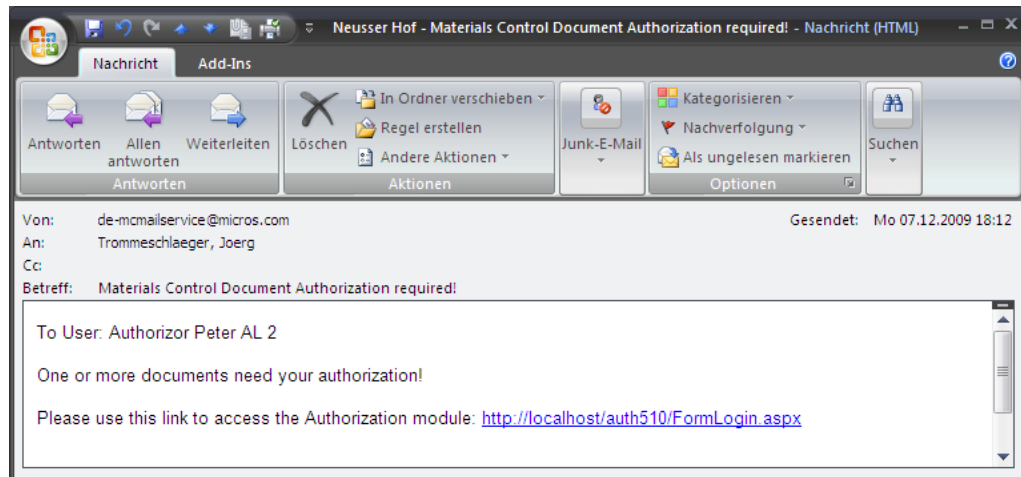 Neusser Hof - Materials Control Document Authorization required! - Nachricht (HTML)
Nachricht Add-Ins
Antworten
Allen antworten
Weiterleiten
Antworten
Löschen
In Ordner verschieben
Regel erstellen
Andere Aktionen
Aktionen
Junk-E-Mail
Kategorisieren
Nachverfolgung
Als ungelesen markieren
Optionen
Suchen
Von: de-mcmailservice@micros.com Gesendet: Mo 07.12.2009 18:12
An: Trommeschlaeger, Joerg
Cc:
Betreff: Materials Control Document Authorization required!
To User: Authorizor Peter AL 2
One or more documents need your authorization!
Please use this link to access the Authorization module: http://localhost/auth510/FormLogin.aspx